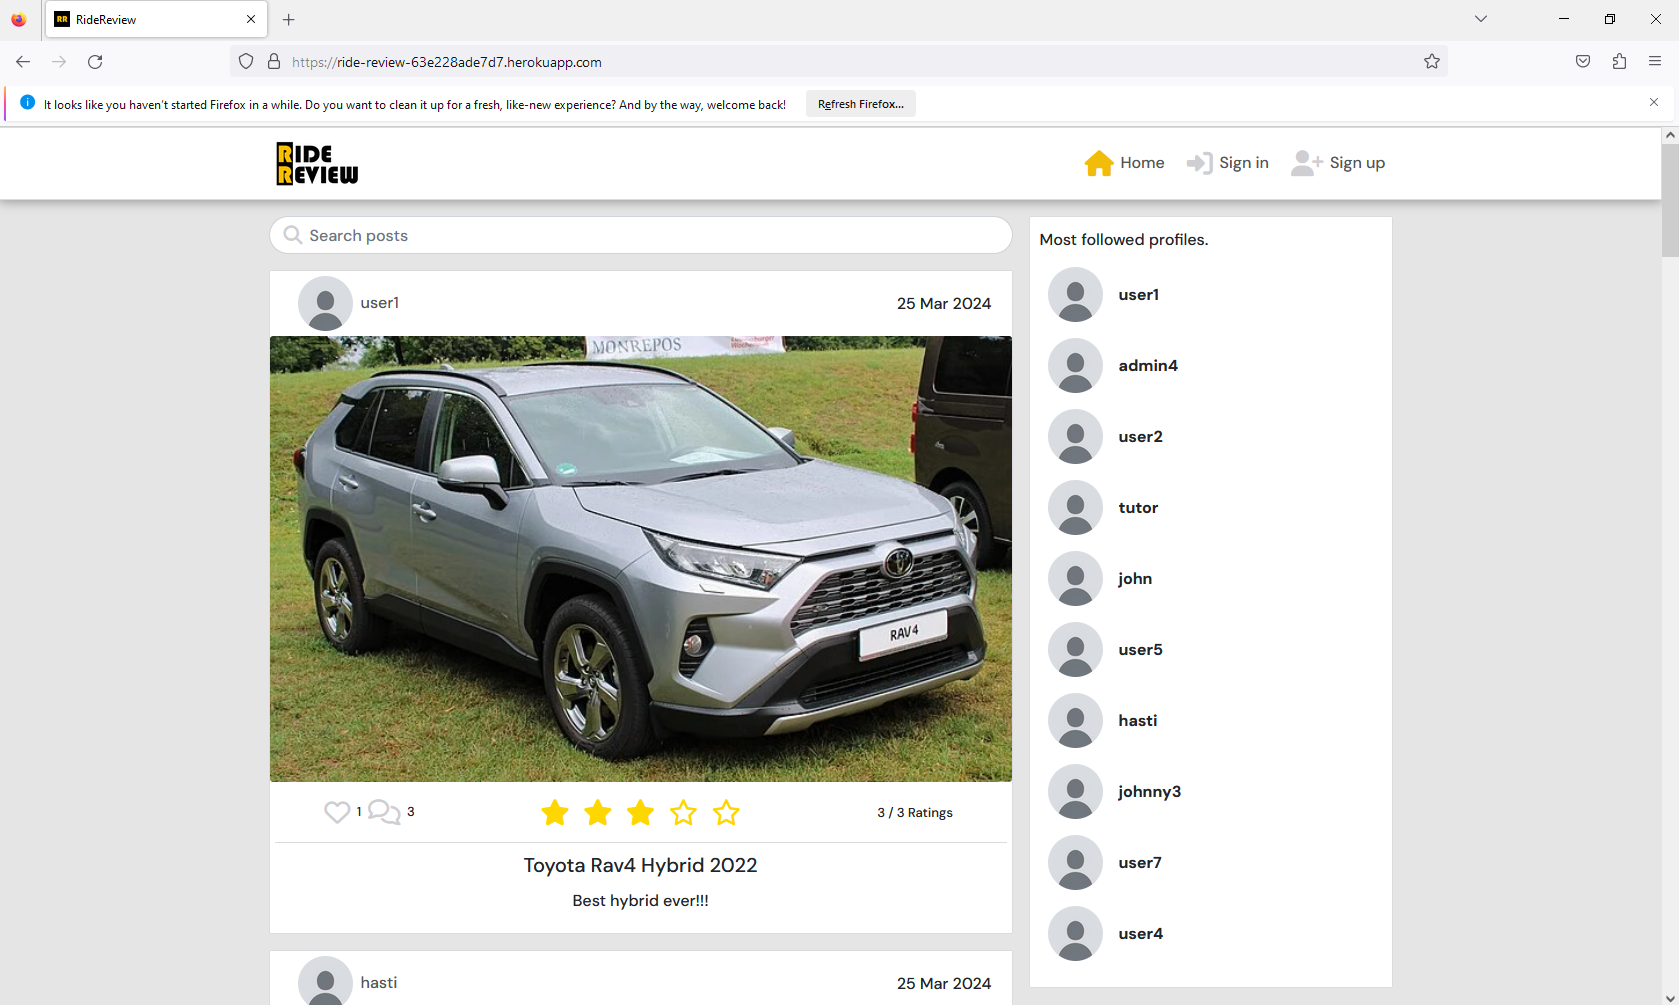 RR RideReview
https://ride-review-63e228ade7d7.herokuapp.com
It looks like you haven't started Firefox in a while. Do you want to clean it up for a fresh, like-new experience? And by the way, welcome back! Refresh Firefox...
RIDE
REVIEW
Home Sign in Sign up
Search posts
user1 25 Mar 2024
MONREPOS
RAV4
1 3 3 / 3 Ratings
Toyota Rav4 Hybrid 2022
Best hybrid ever!!!
hasti 25 Mar 2024
Most followed profiles.
user1
admin4
user2
tutor
john
user5
hasti
johnny3
user7
user4